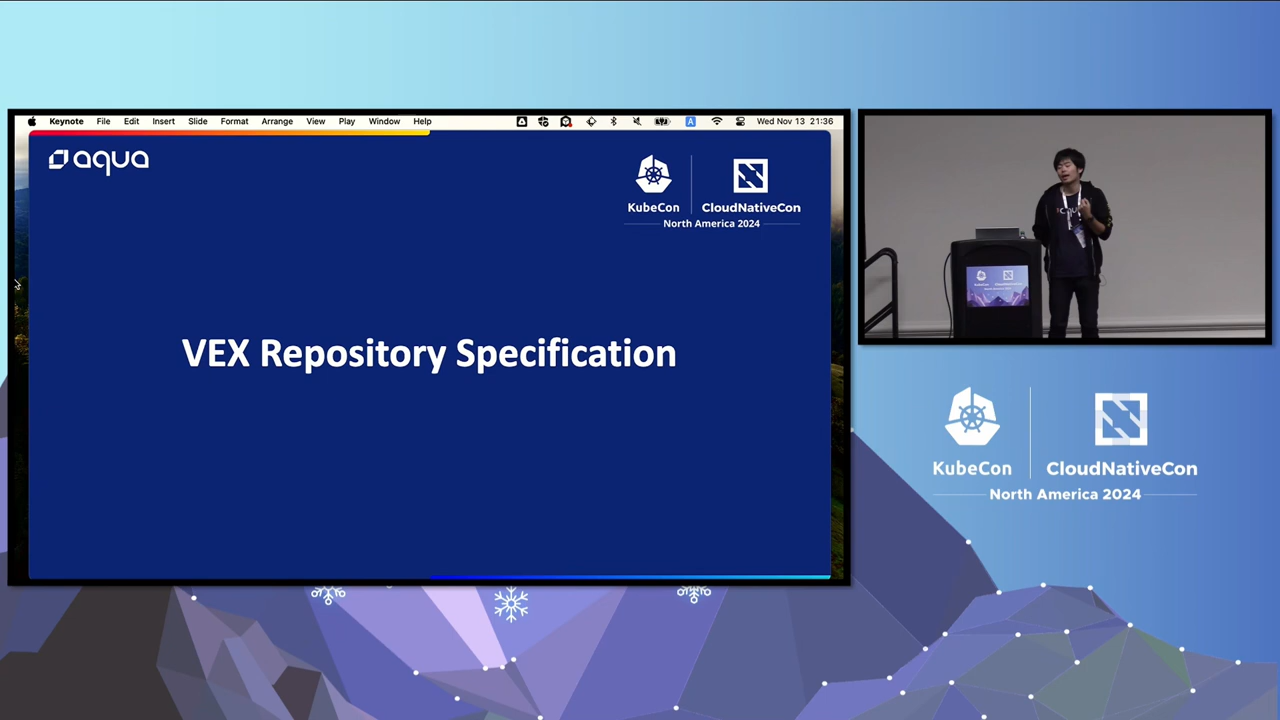 Keynote File Edit Insert Slide Format Arrange View Play Window Help
A Wed Nov 13 21:36
aqua
KubeCon CloudNativeCon
North America 2024
VEX Repository Specification
KubeCon CloudNativeCon
North America 2024